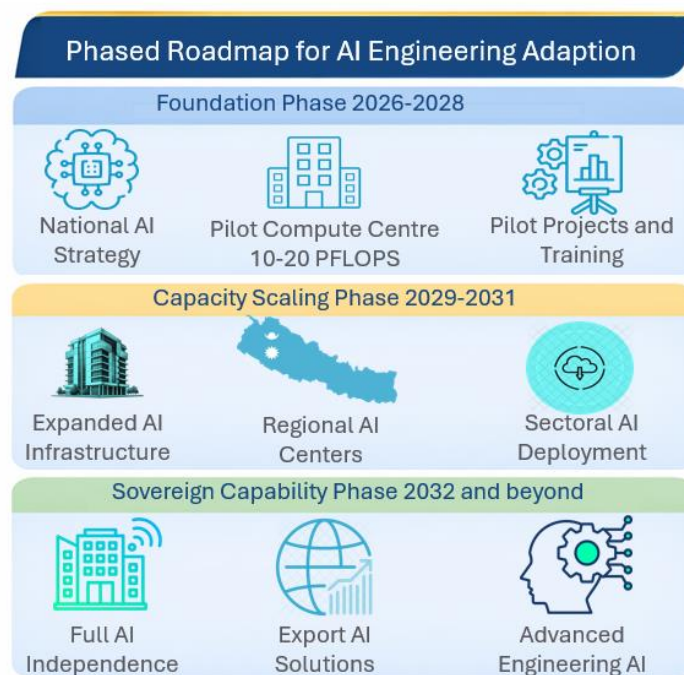 Phased Roadmap for AI Engineering Adaption
Foundation Phase 2026-2028
National AI
Strategy
Pilot Compute Centre
10-20 PFLOPS
Pilot Projects and
Training
Capacity Scaling Phase 2029-2031
Expanded AI
Infrastructure
Regional AI
Centers
Sectoral AI
Deployment
Sovereign Capability Phase 2032 and beyond
Full AI
Independence
Export AI
Solutions
Advanced
Engineering AI